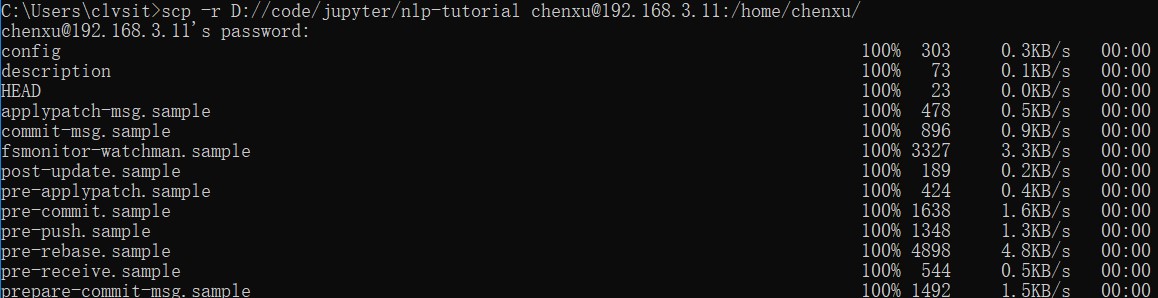 C:\Users\clvsit>scp -r D://code/jupyter/nlp-tutorial chenxu@192.168.3.11:/home/chenxu/
chenxu@192.168.3.11's password:
config 100% 303 0.3KB/s 00:00
description 100% 73 0.1KB/s 00:00
HEAD 100% 23 0.0KB/s 00:00
applypatch-msg.sample 100% 478 0.5KB/s 00:00
commit-msg.sample 100% 896 0.9KB/s 00:00
fsmonitor-watchman.sample 100% 3327 3.3KB/s 00:00
post-update.sample 100% 189 0.2KB/s 00:00
pre-applypatch.sample 100% 424 0.4KB/s 00:00
pre-commit.sample 100% 1638 1.6KB/s 00:00
pre-push.sample 100% 1348 1.3KB/s 00:00
pre-rebase.sample 100% 4898 4.8KB/s 00:00
pre-receive.sample 100% 544 0.5KB/s 00:00
prepare-commit-msg.sample 100% 1492 1.5KB/s 00:00